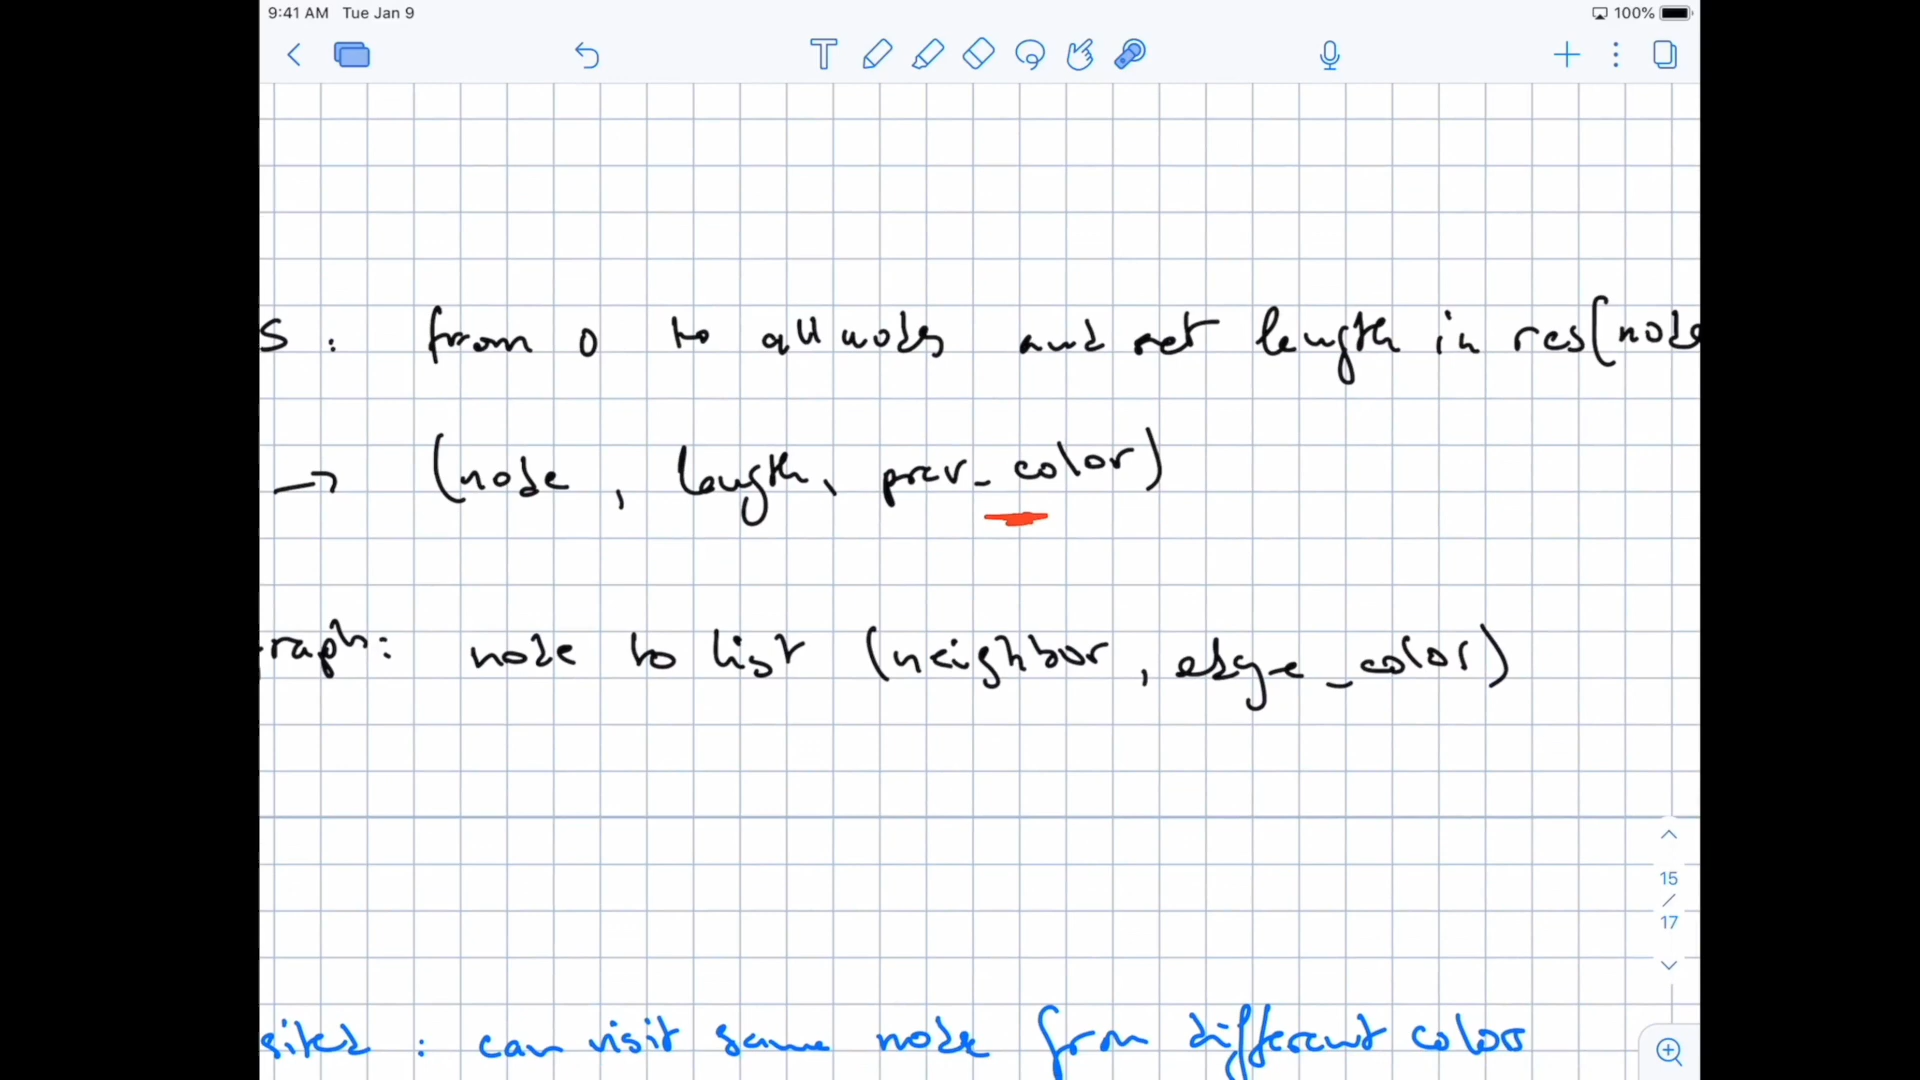 9:41 AM Tue Jan 9
100%
T
S : from 0 to all nodes and set length in res[node
→ (node , length, prev_color)
raph: node to list (neighbor , edge_color)
15
/
17
sited : can visit same node from different color